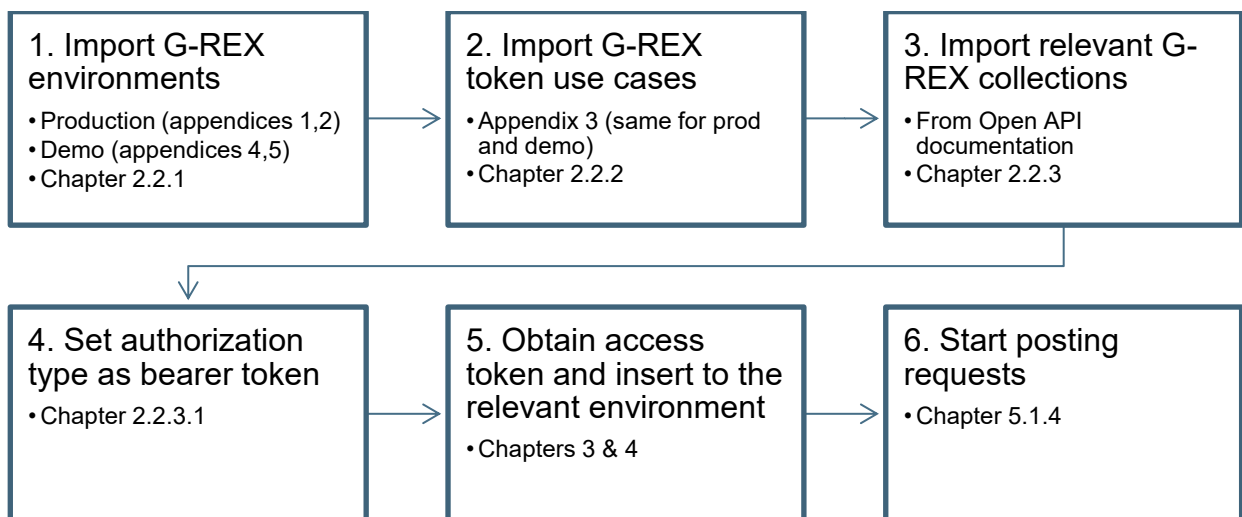 1. Import G-REX
environments
• Production (appendices 1,2)
• Demo (appendices 4,5)
• Chapter 2.2.1
2. Import G-REX
token use cases
• Appendix 3 (same for prod
and demo)
• Chapter 2.2.2
3. Import relevant G-
REX collections
• From Open API
documentation
• Chapter 2.2.3
4. Set authorization
type as bearer token
• Chapter 2.2.3.1
5. Obtain access
token and insert to the
relevant environment
• Chapters 3 & 4
6. Start posting
requests
• Chapter 5.1.4